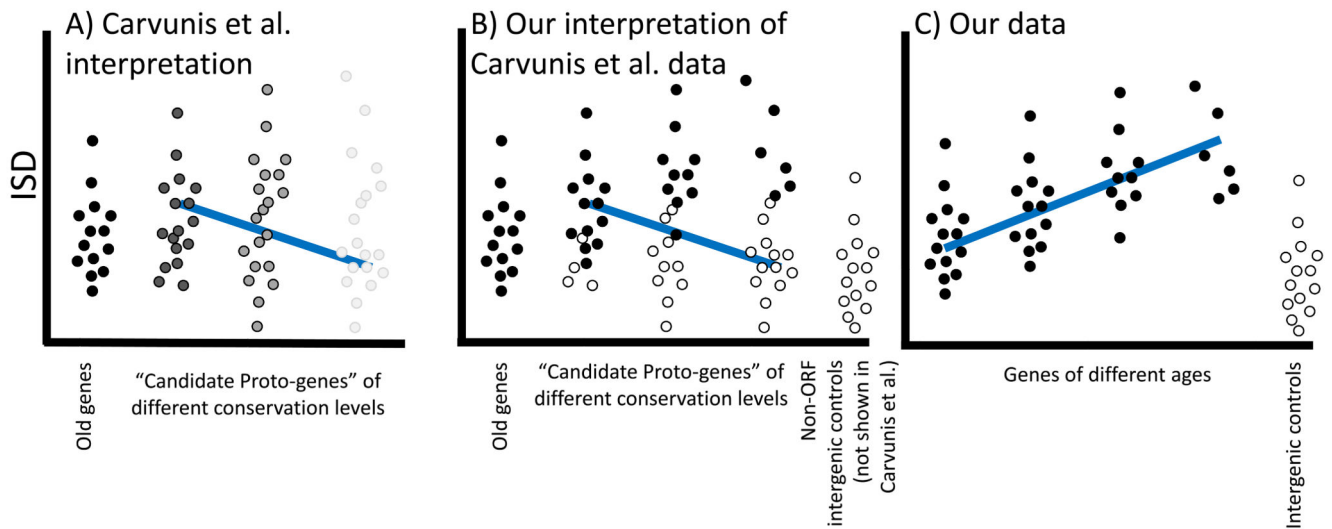 A) Carvunis et al.
interpretation
B) Our interpretation of
Carvunis et al. data
C) Our data
ISD
Old genes
“Candidate Proto-genes” of
different conservation levels
Old genes
“Candidate Proto-genes” of
different conservation levels
Non-ORF
intergenic controls
(not shown in
Carvunis et al.)
Genes of different ages
Intergenic controls